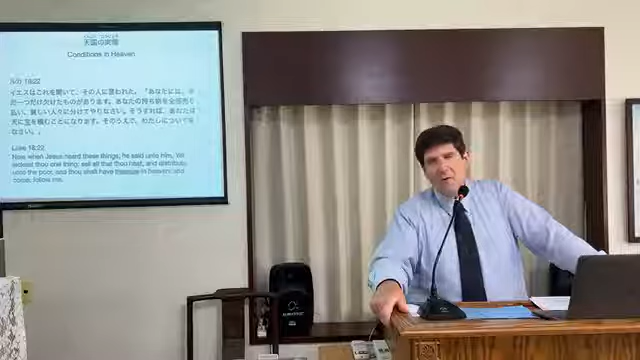 天国の実態
Conditions in Heaven
ルカ 18:22
イエスはこれを聞いて、その人に言われた。「あなたには、ま
だ一つだけ欠けたものがあります。あなたの持ち物を全部売り
払い、貧しい人々に分けてやりなさい。そうすれば、あなたは
天に宝を積むことになります。そのうえで、わたしについて来
なさい。」
Luke 18:22
Now when Jesus heard these things, he said unto him, Yet
lackest thou one thing: sell all that thou hast, and distribute
unto the poor, and thou shalt have treasure in heaven: and
come, follow me.